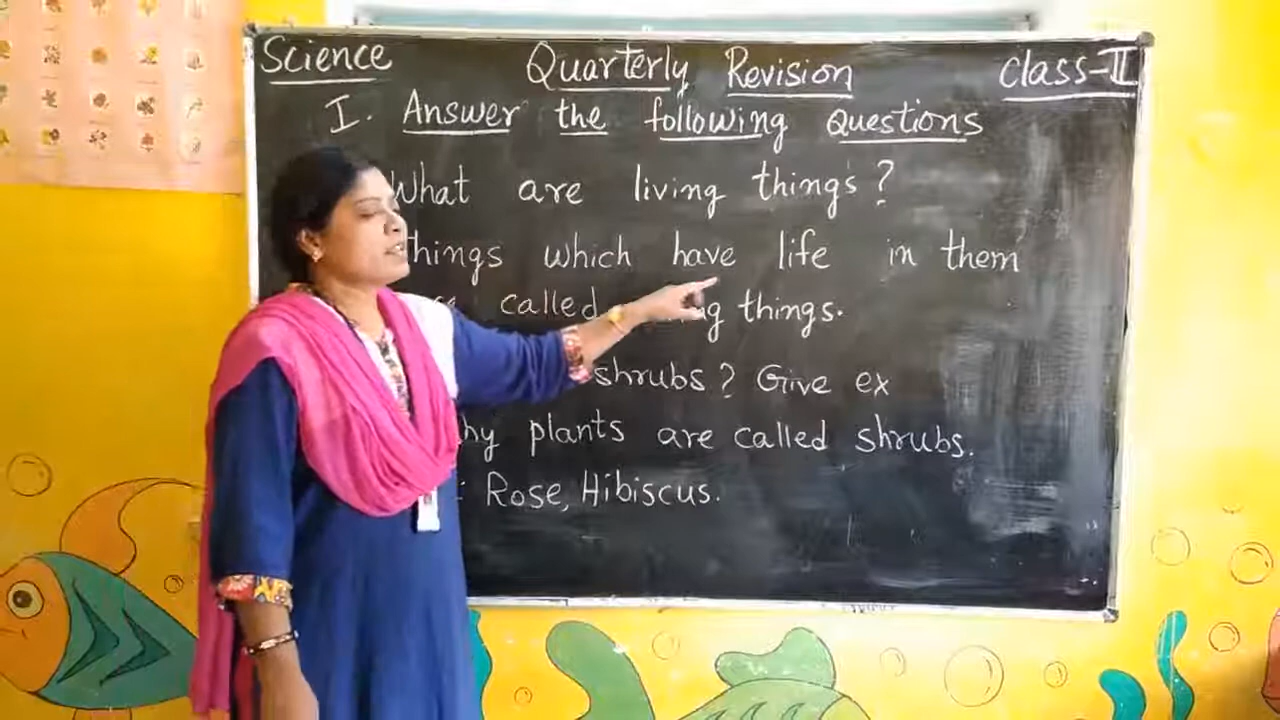 Science Quarterly Revision Class-II
I. Answer the following Questions
What are living things?
things which have life in them
called things.
shrubs? Give ex
plants are called shrubs.
: Rose, Hibiscus.